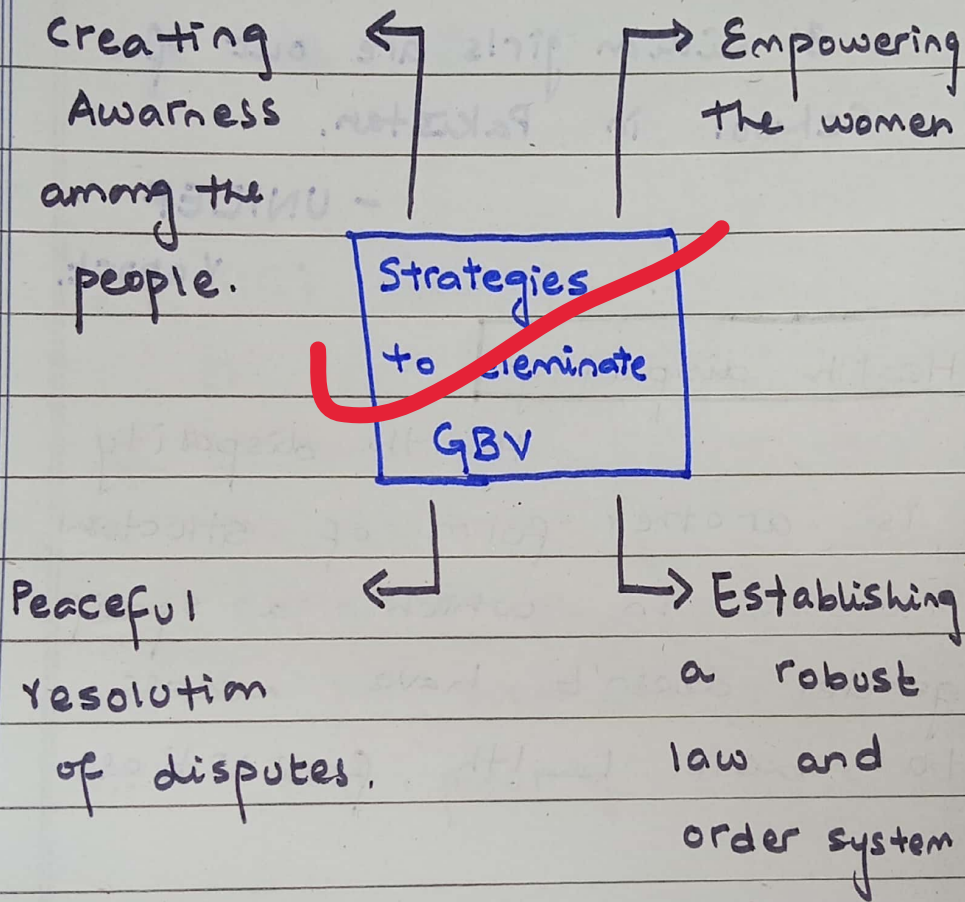 Creating
Awarness
among the
people.
Empowering
the women
Strategies
to eleminate
GBV
Peaceful
resolution
of disputes.
Establishing
a robust
law and
order system